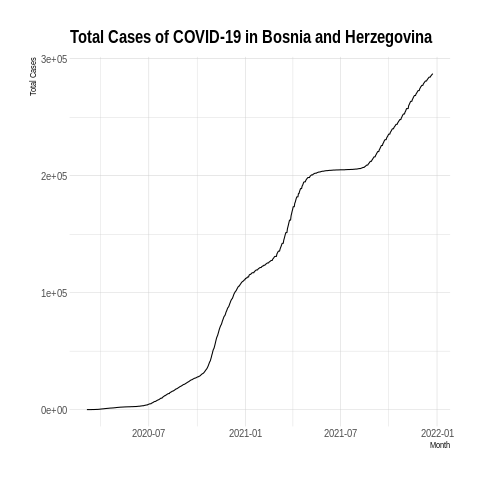 Total Cases of COVID-19 in Bosnia and Herzegovina
Total Cases
3e+05
2e+05
1e+05
0e+00
2020-07 2021-01 2021-07 2022-01
Month